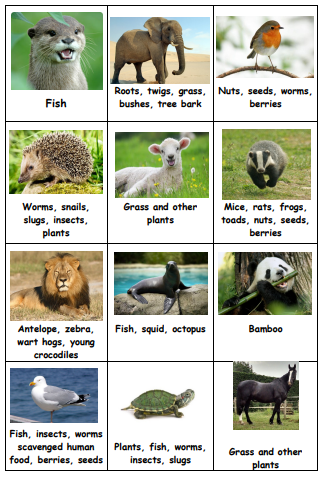 Fish
Roots, twigs, grass,
bushes, tree bark
Nuts, seeds, worms,
berries
Worms, snails,
slugs, insects,
plants
Grass and other
plants
Mice, rats, frogs,
toads, nuts, seeds,
berries
Antelope, zebra,
wart hogs, young
crocodiles
Fish, squid, octopus
Bamboo
Fish, insects, worms
scavenged human
food, berries, seeds
Plants, fish, worms,
insects, slugs
Grass and other
plants